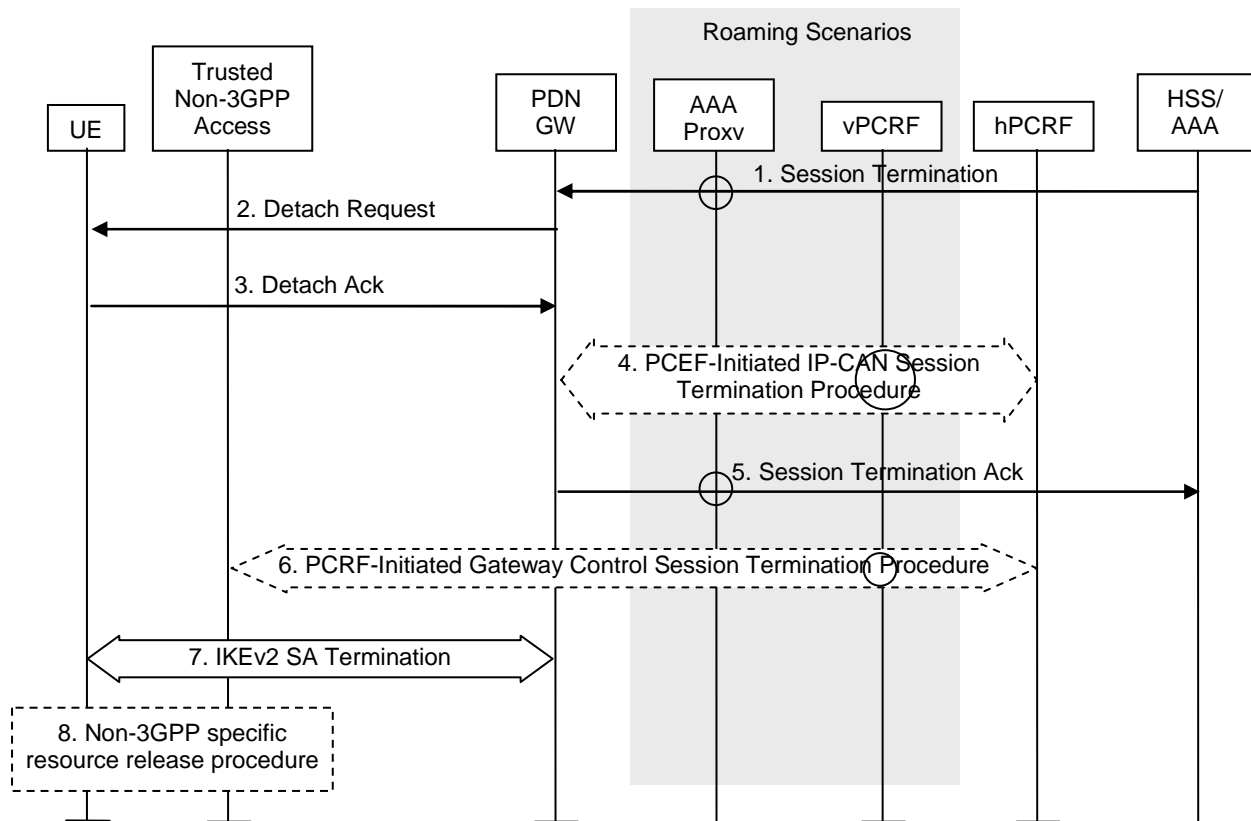 Roaming Scenarios
Trusted
Non-3GPP
Access
UE
PDN
GW
AAA
Proxv
vPCRF
hPCRF
HSS/
AAA
1. Session Termination
2. Detach Request
3. Detach Ack
4. PCEF-Initiated IP-CAN Session
Termination Procedure
5. Session Termination Ack
6. PCRF-Initiated Gateway Control Session Termination Procedure
7. IKEv2 SA Termination
8. Non-3GPP specific
resource release procedure